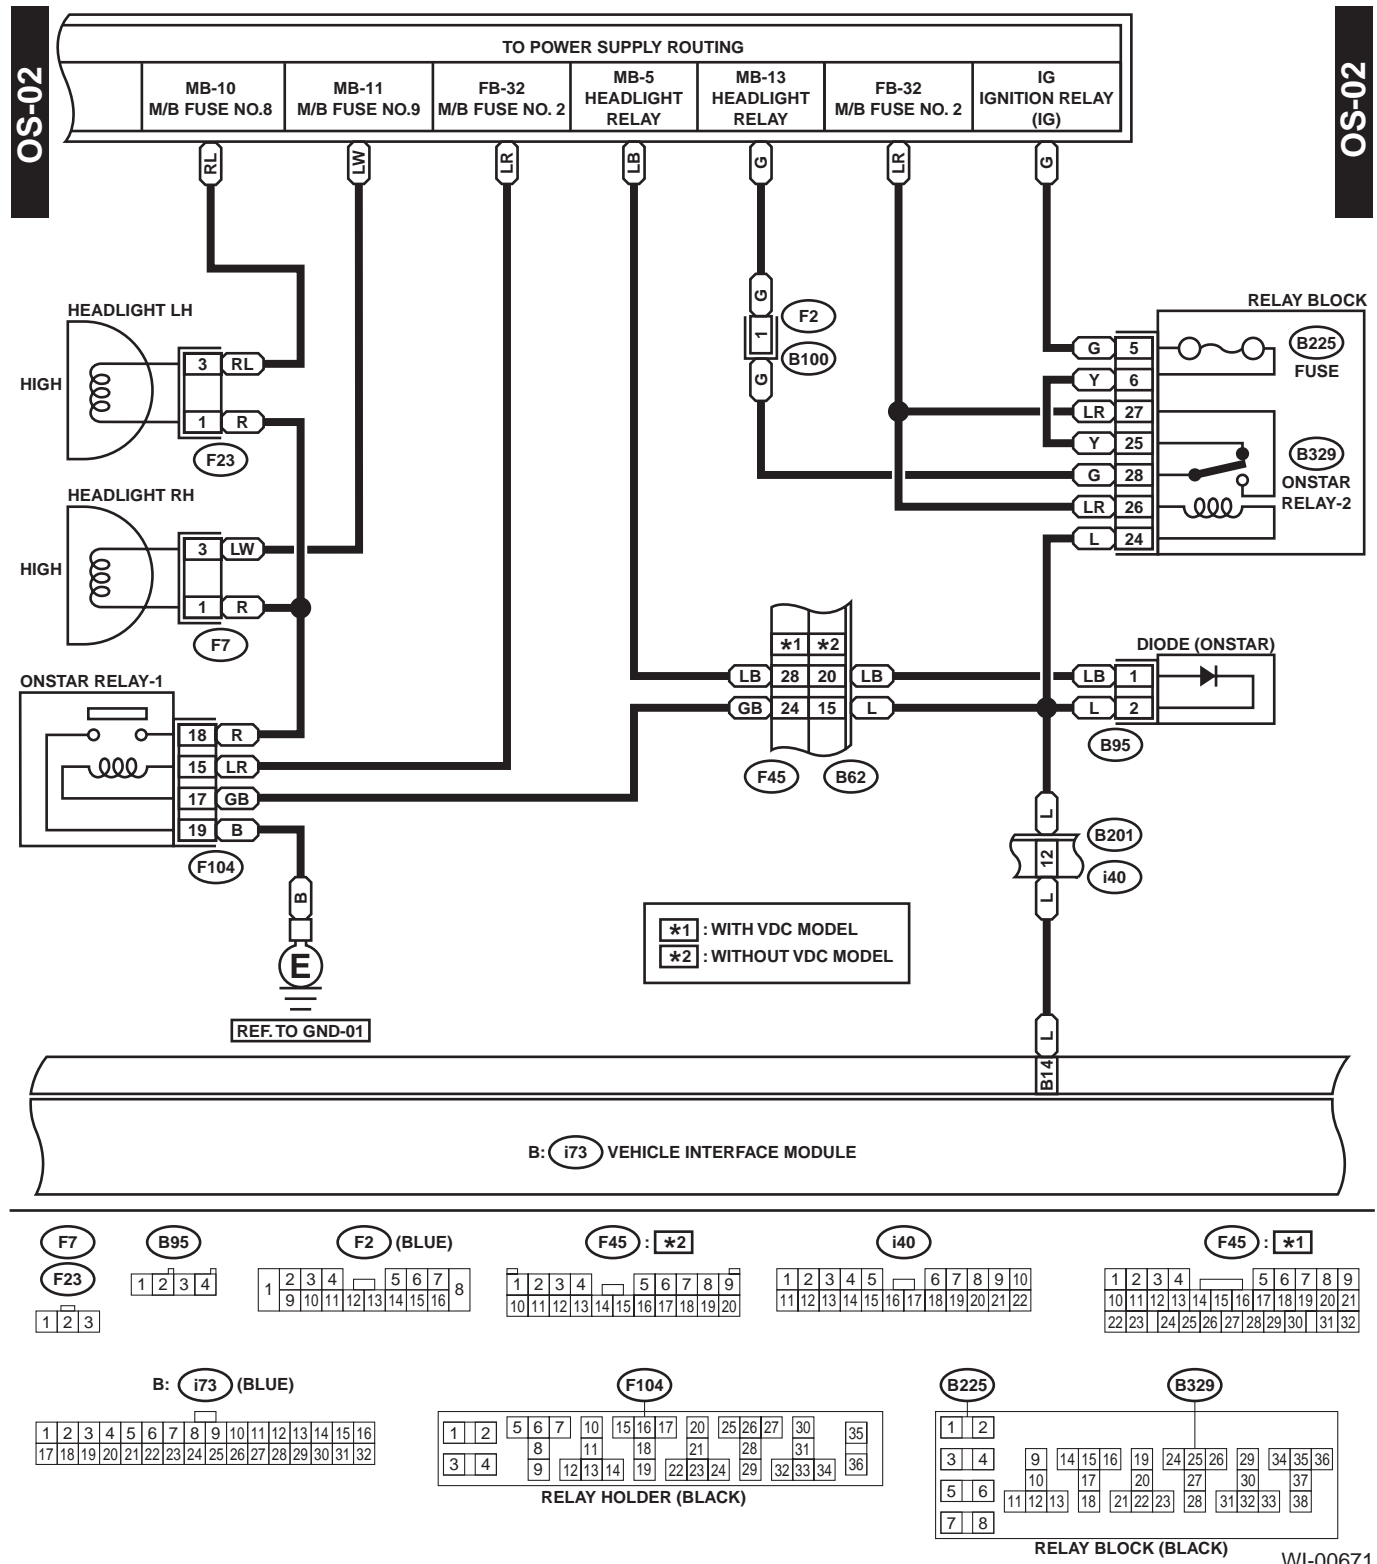 OS-02
OS-02
TO POWER SUPPLY ROUTING
MB-10
M/B FUSE NO.8
MB-11
M/B FUSE NO.9
FB-32
M/B FUSE NO. 2
MB-5
HEADLIGHT
RELAY
MB-13
HEADLIGHT
RELAY
FB-32
M/B FUSE NO. 2
IG
IGNITION RELAY
(IG)
RL LW LR LB G LR G
HEADLIGHT LH
HIGH
3 RL
1 R
F23
G
1
G
F2
B100
RELAY BLOCK
G 5
Y 6
LR 27
Y 25
G 28
LR 26
L 24
B225
FUSE
B329
ONSTAR
RELAY-2
HEADLIGHT RH
HIGH
3 LW
1 R
F7
*1 *2
LB 28 20 LB
GB 24 15 L
F45 B62
DIODE (ONSTAR)
LB 1
L 2
B95
ONSTAR RELAY-1
18 R
15 LR
17 GB
19 B
F104
B
E
REF. TO GND-01
L
12
L
B201
i40
*1 : WITH VDC MODEL
*2 : WITHOUT VDC MODEL
L
B14
B: i73 VEHICLE INTERFACE MODULE
F7
F23
1 2 3
B95
1 2 3 4
F2 (BLUE)
1 2 3 4 5 6 7 8
9 10 11 12 13 14 15 16
F45 : *2
1 2 3 4 5 6 7 8 9
10 11 12 13 14 15 16 17 18 19 20
i40
1 2 3 4 5 6 7 8 9 10
11 12 13 14 15 16 17 18 19 20 21 22
F45 : *1
1 2 3 4 5 6 7 8 9
10 11 12 13 14 15 16 17 18 19 20 21
22 23 24 25 26 27 28 29 30 31 32
B: i73 (BLUE)
1 2 3 4 5 6 7 8 9 10 11 12 13 14 15 16
17 18 19 20 21 22 23 24 25 26 27 28 29 30 31 32
F104
1 2 5 6 7 10 15 16 17 20 25 26 27 30 35
8 11 18 21 28 31
3 4 9 12 13 14 19 22 23 24 29 32 33 34 36
RELAY HOLDER (BLACK)
B225 B329
1 2
3 4 9 14 15 16 19 24 25 26 29 34 35 36
10 17 20 27 30 37
5 6 11 12 13 18 21 22 23 28 31 32 33 38
7 8
RELAY BLOCK (BLACK)
WI-00671